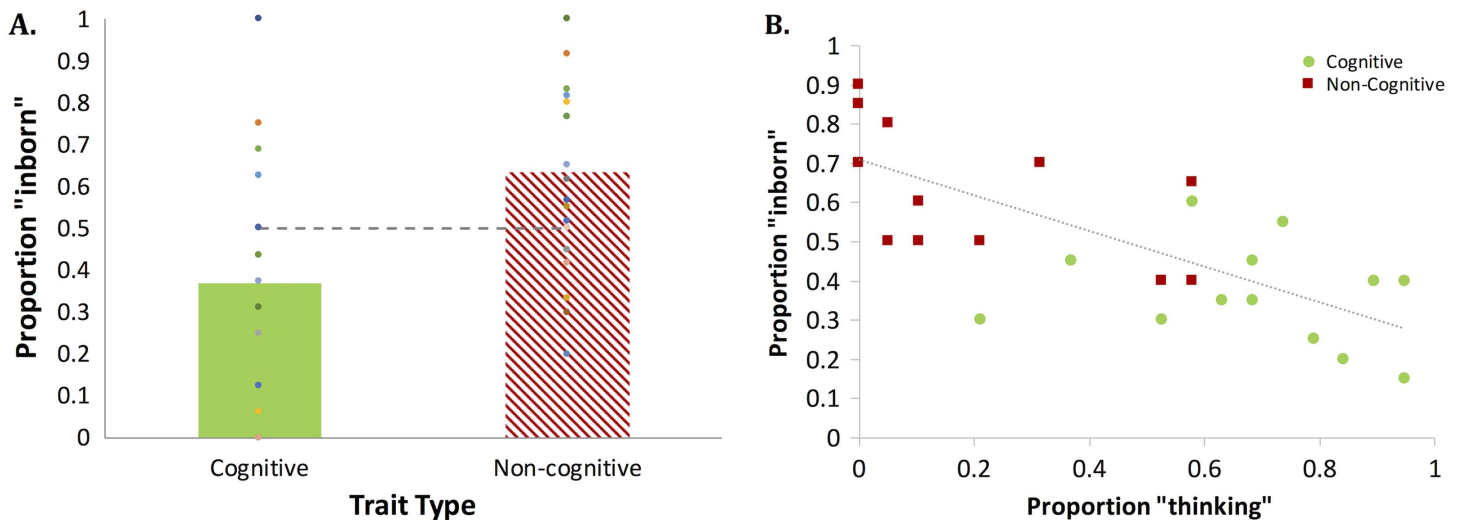 A.
Proportion "inborn"
1
0.9
0.8
0.7
0.6
0.5
0.4
0.3
0.2
0.1
0
Cognitive Non-cognitive
Trait Type
B.
Proportion "inborn"
1
0.9
0.8
0.7
0.6
0.5
0.4
0.3
0.2
0.1
0
0 0.2 0.4 0.6 0.8 1
Proportion "thinking"
Cognitive
Non-Cognitive